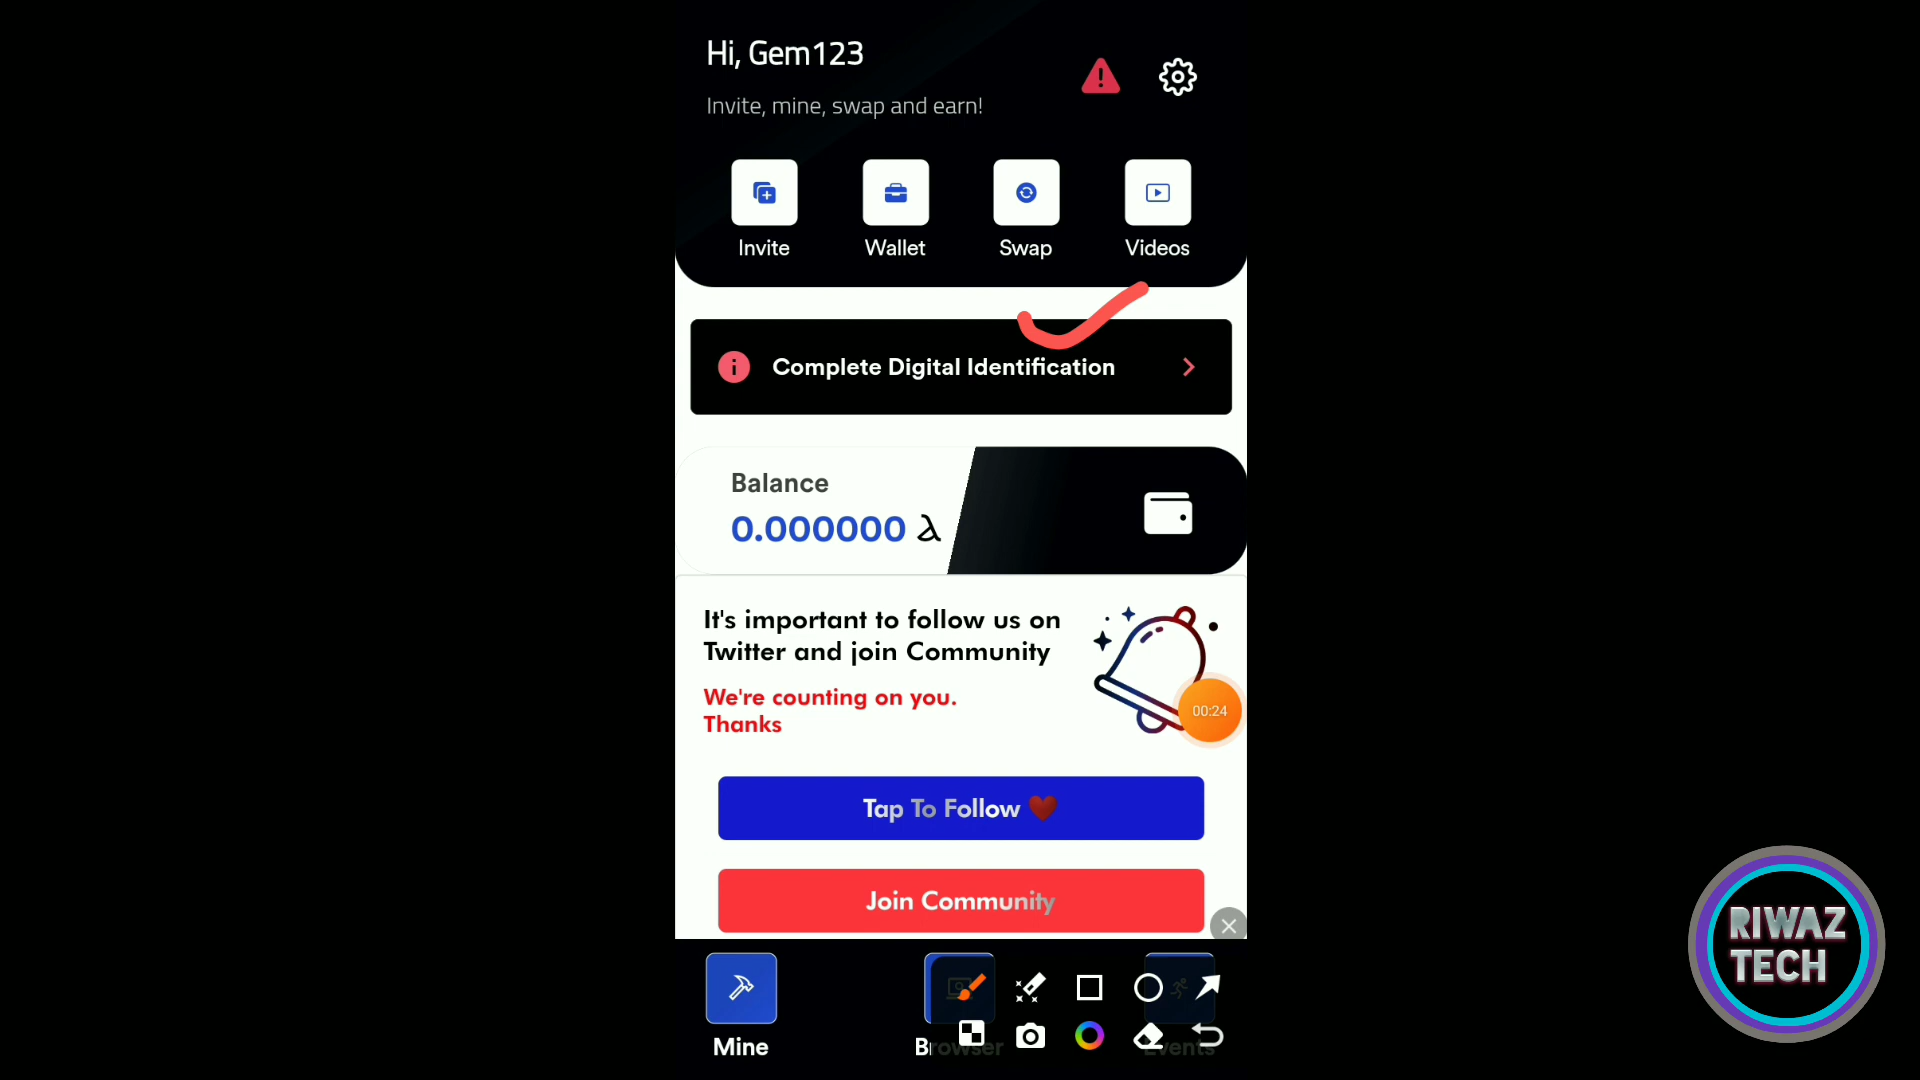 Hi, Gem123
Invite, mine, swap and earn!
Invite
Wallet
Swap
Videos
Complete Digital Identification
Balance
0.000000
It's important to follow us on
Twitter and join Community
We're counting on you.
Thanks
00:24
Tap To Follow
Join Community
Mine
Browser
Events
RIWAZ
TECH